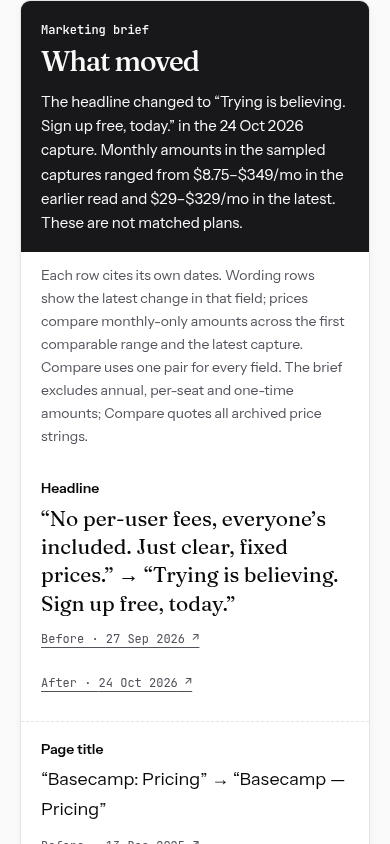 Marketing brief
What moved
The headline changed to “Trying is believing.
Sign up free, today.” in the 24 Oct 2026
capture. Monthly amounts in the sampled
captures ranged from $8.75–$349/mo in the
earlier read and $29–$329/mo in the latest.
These are not matched plans.
Each row cites its own dates. Wording rows
show the latest change in that field; prices
compare monthly-only amounts across the first
comparable range and the latest capture.
Compare uses one pair for every field. The brief
excludes annual, per-seat and one-time
amounts; Compare quotes all archived price
strings.
Headline
“No per-user fees, everyone’s
included. Just clear, fixed
prices.” → “Trying is believing.
Sign up free, today.”
Before · 27 Sep 2026 ↗
After · 24 Oct 2026 ↗
Page title
“Basecamp: Pricing” → “Basecamp —
Pricing”